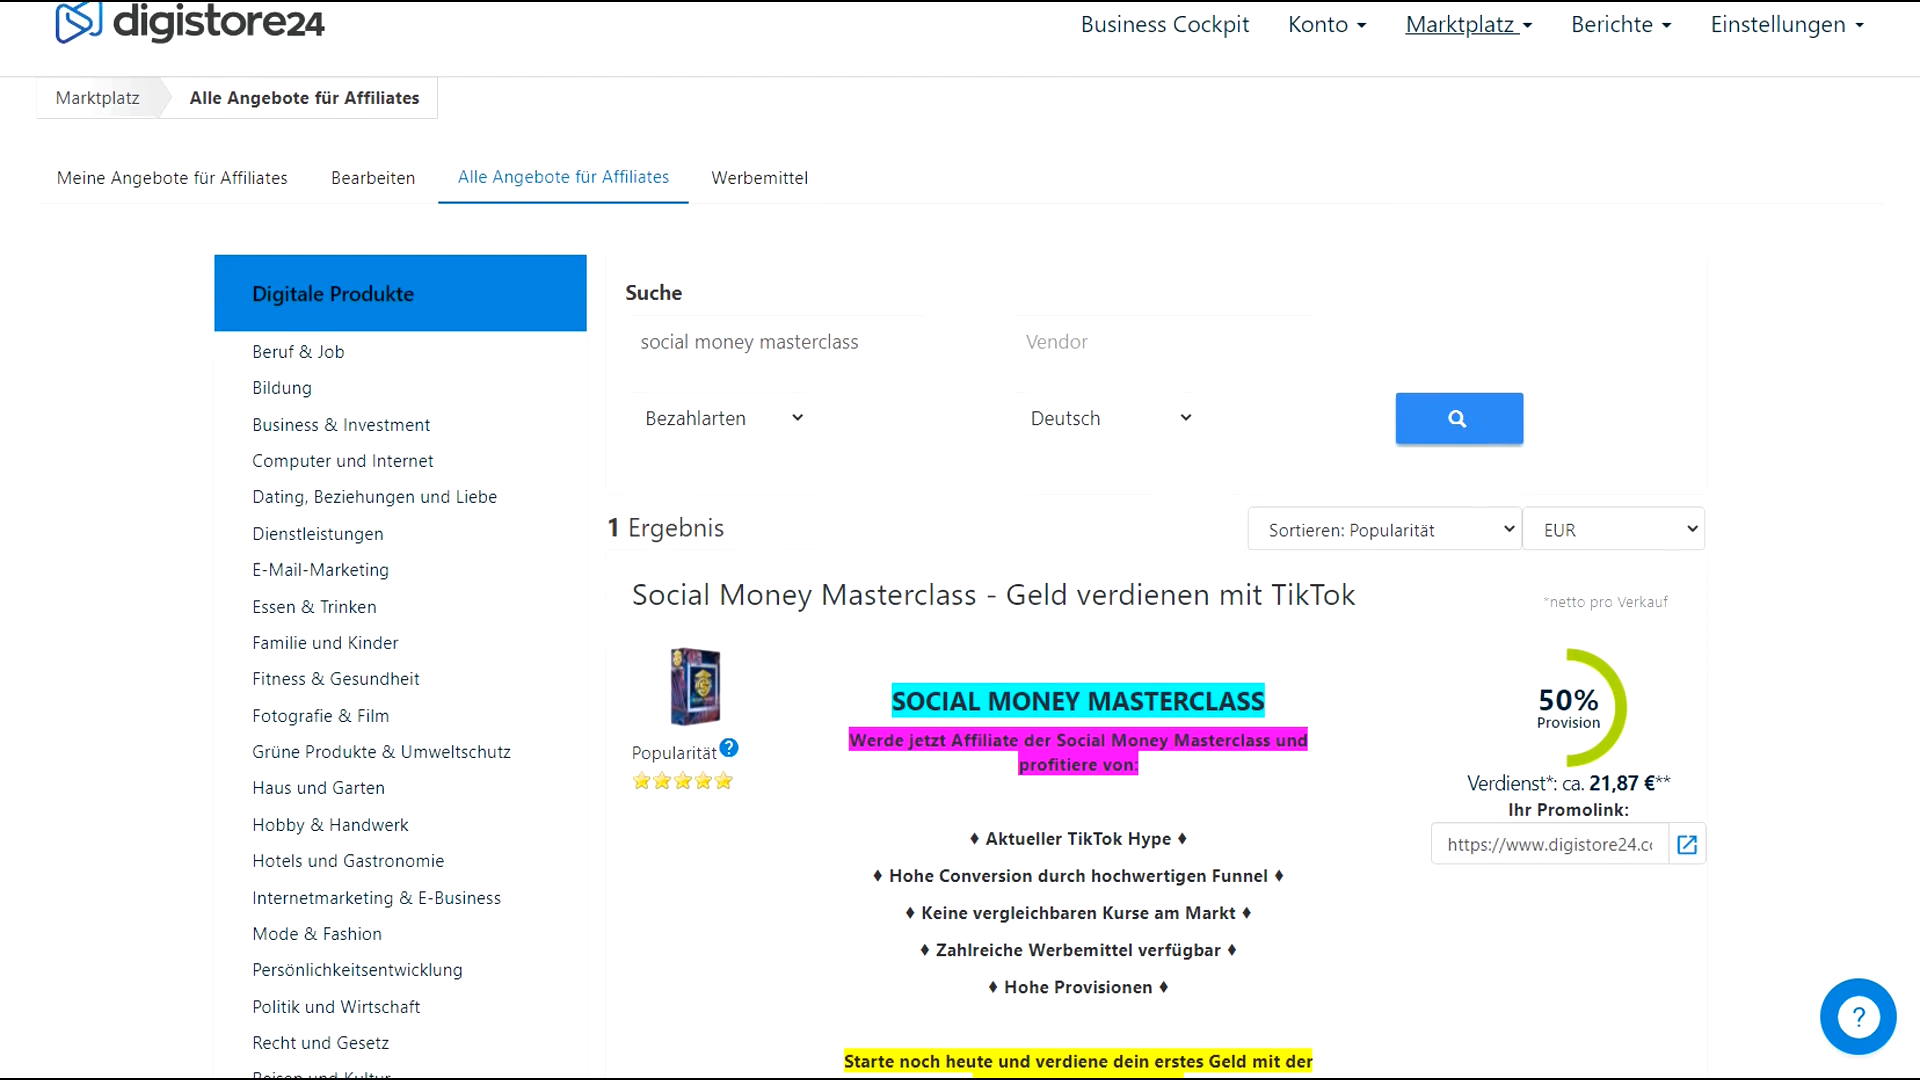 digistore24
Business Cockpit
Konto
Marktplatz
Berichte
Einstellungen
Marktplatz
Alle Angebote für Affiliates
Meine Angebote für Affiliates
Bearbeiten
Alle Angebote für Affiliates
Werbemittel
Digitale Produkte
Beruf & Job
Bildung
Business & Investment
Computer und Internet
Dating, Beziehungen und Liebe
Dienstleistungen
E-Mail-Marketing
Essen & Trinken
Familie und Kinder
Fitness & Gesundheit
Fotografie & Film
Grüne Produkte & Umweltschutz
Haus und Garten
Hobby & Handwerk
Hotels und Gastronomie
Internetmarketing & E-Business
Mode & Fashion
Persönlichkeitsentwicklung
Politik und Wirtschaft
Recht und Gesetz
Reisen und Kultur
Suche
social money masterclass
Vendor
Bezahlarten
Deutsch
1 Ergebnis
Sortieren: Popularität
EUR
Social Money Masterclass - Geld verdienen mit TikTok
*netto pro Verkauf
Popularität ?
SOCIAL MONEY MASTERCLASS
Werde jetzt Affiliate der Social Money Masterclass und
profitiere von:
♦ Aktueller TikTok Hype ♦
♦ Hohe Conversion durch hochwertigen Funnel ♦
♦ Keine vergleichbaren Kurse am Markt ♦
♦ Zahlreiche Werbemittel verfügbar ♦
♦ Hohe Provisionen ♦
Starte noch heute und verdiene dein erstes Geld mit der
50%
Provision
Verdienst*: ca. 21,87 €**
Ihr Promolink:
https://www.digistore24.cc
?